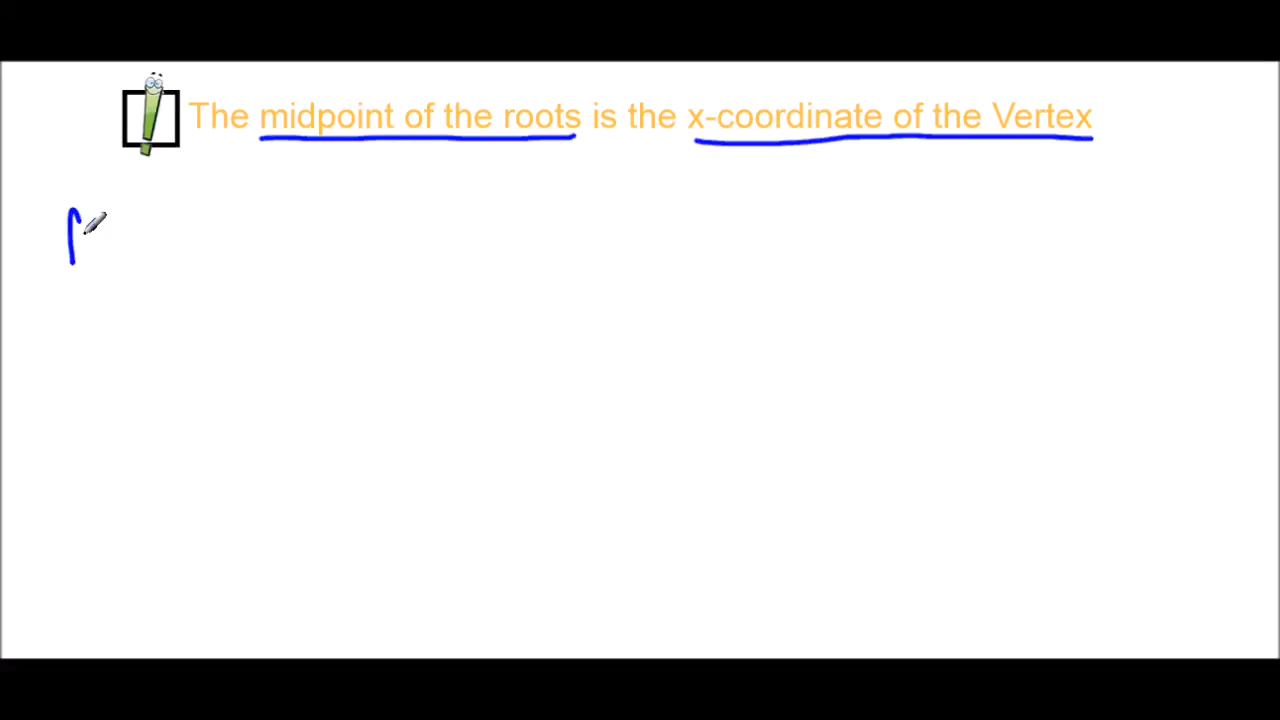 The midpoint of the roots is the x-coordinate of the Vertex